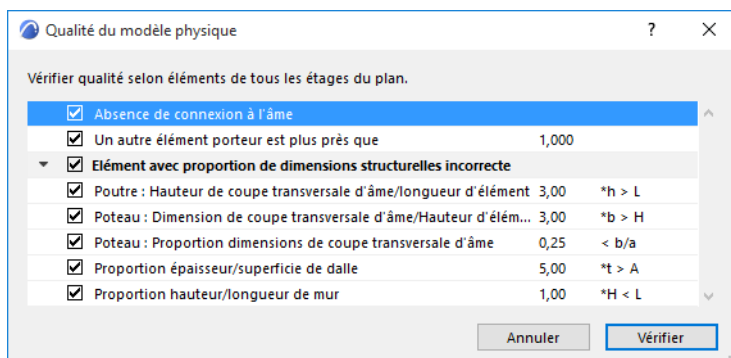 Qualité du modèle physique ?
Vérifier qualité selon éléments de tous les étages du plan.
Absence de connexion à l'âme
Un autre élément porteur est plus près que 1,000
Elément avec proportion de dimensions structurelles incorrecte
Poutre : Hauteur de coupe transversale d'âme/longueur d'élément 3,00 *h > L
Poteau : Dimension de coupe transversale d'âme/Hauteur d'élém... 3,00 *b > H
Poteau : Proportion dimensions de coupe transversale d'âme 0,25 < b/a
Proportion épaisseur/superficie de dalle 5,00 *t > A
Proportion hauteur/longueur de mur 1,00 *H < L
Annuler Vérifier